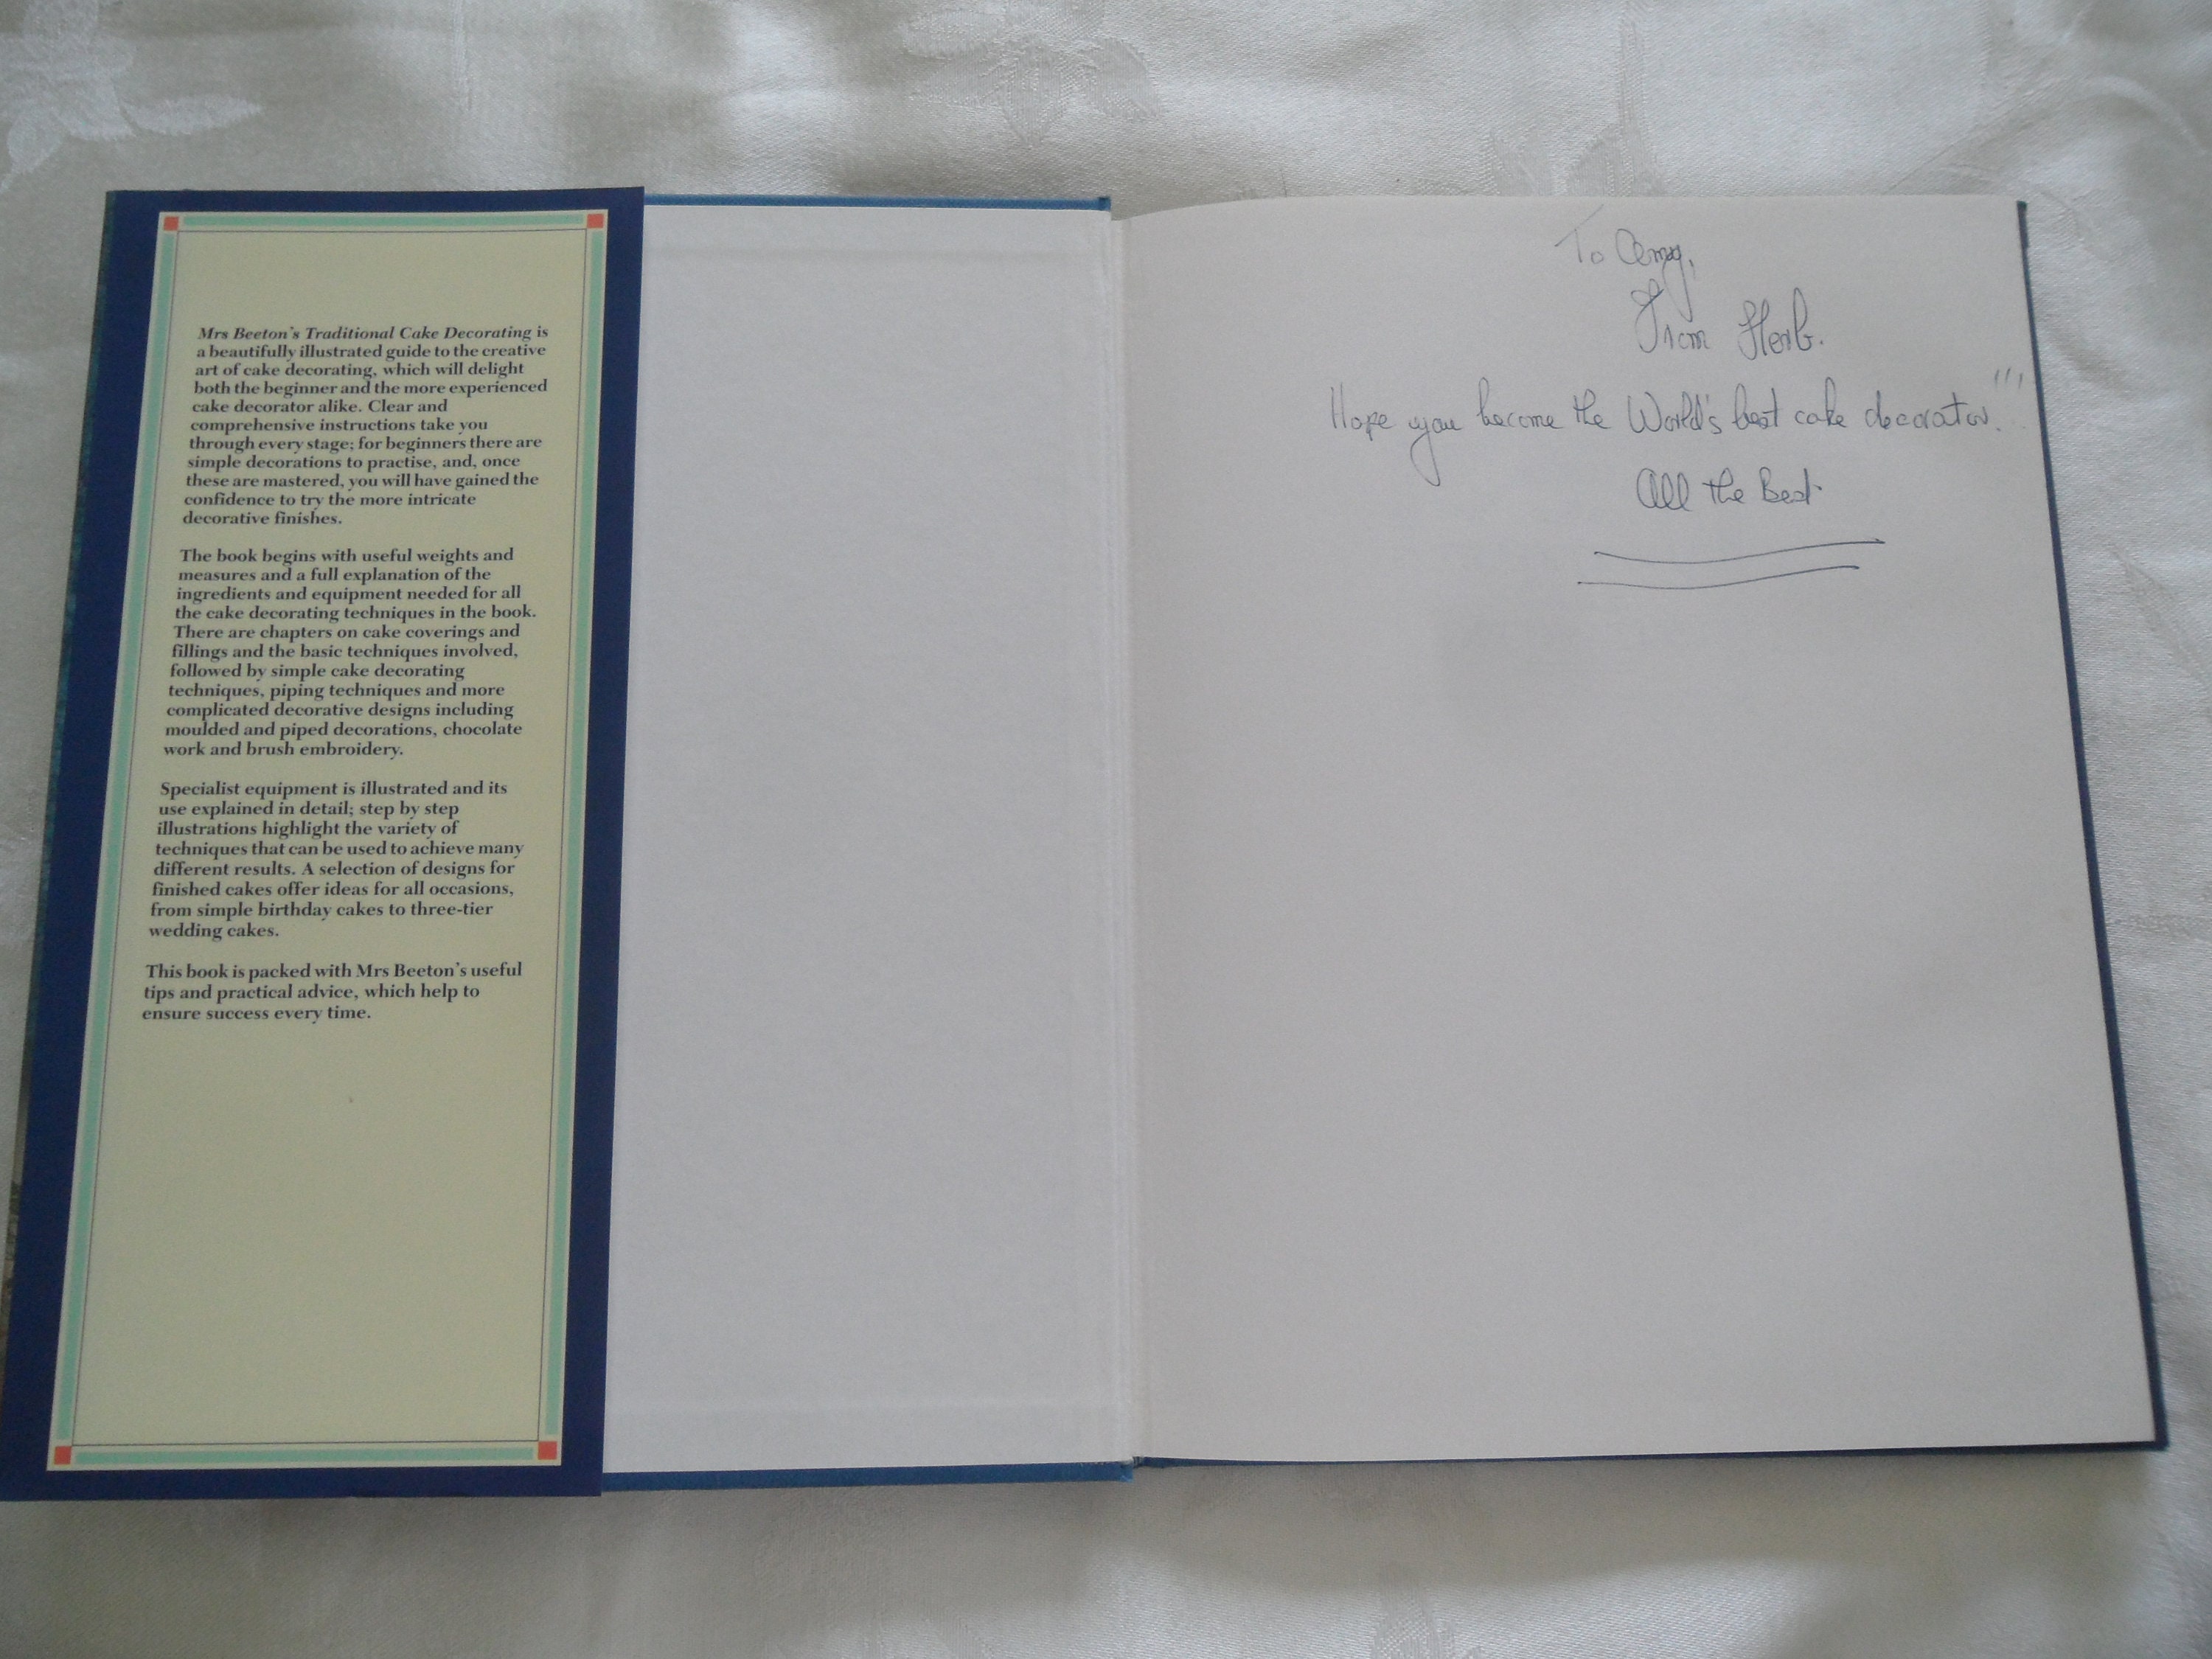 Mrs Beeton's Traditional Cake Decorating is
a beautifully illustrated guide to the creative
art of cake decorating, which will delight
both the beginner and the more experienced
cake decorator alike. Clear and
comprehensive instructions take you
through every stage; for beginners there are
simple decorations to practise, and, once
these are mastered, you will have gained the
confidence to try the more intricate
decorative finishes.
The book begins with useful weights and
measures and a full explanation of the
ingredients and equipment needed for all
the cake decorating techniques in the book.
There are chapters on cake coverings and
fillings and the basic techniques involved,
followed by simple cake decorating
techniques, piping techniques and more
complicated decorative designs including
moulded and piped decorations, chocolate
work and brush embroidery.
Specialist equipment is illustrated and its
use explained in detail; step by step
illustrations highlight the variety of
techniques that can be used to achieve many
different results. A selection of designs for
finished cakes offer ideas for all occasions,
from simple birthday cakes to three-tier
wedding cakes.
This book is packed with Mrs Beeton's useful
tips and practical advice, which help to
ensure success every time.
To Amy,
From Herb.
Hope you become the World's best cake decorator.!!!
All the Best